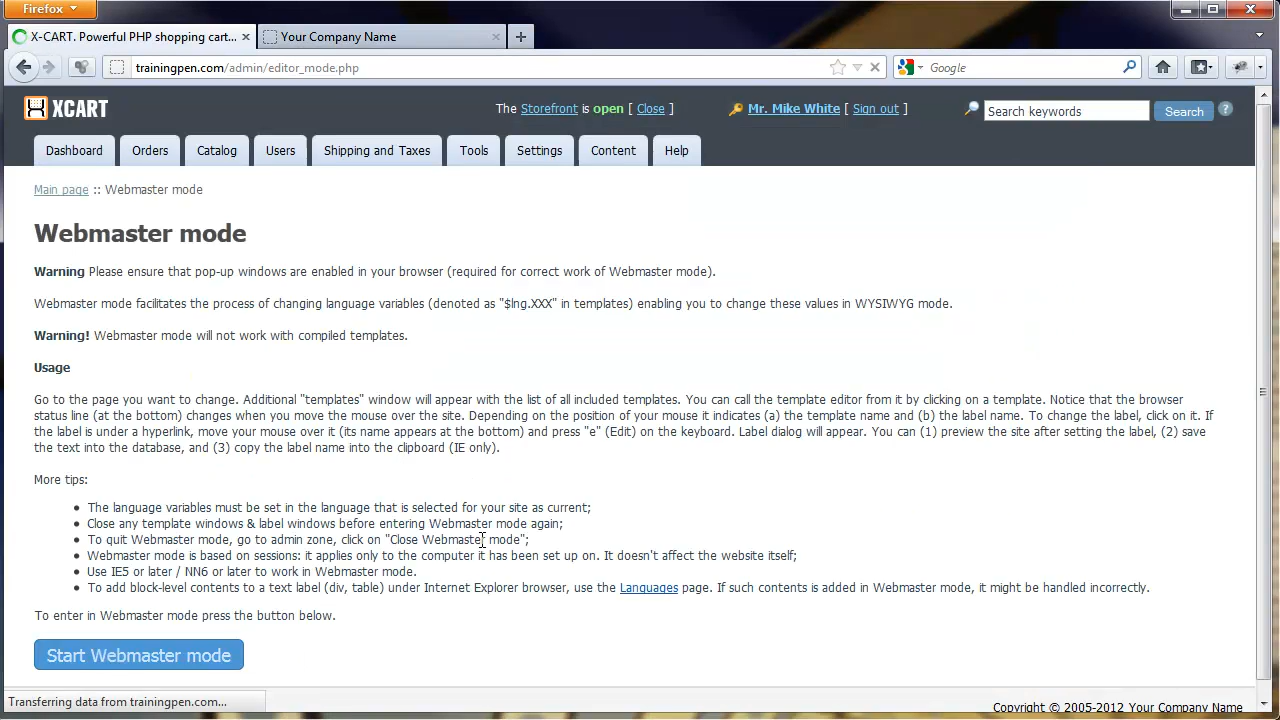 Firefox
X-CART. Powerful PHP shopping cart...
Your Company Name
trainingpen.com/admin/editor_mode.php
Google
XCART
The Storefront is open [ Close ]
Mr. Mike White [ Sign out ]
Search keywords
Search
?
Dashboard
Orders
Catalog
Users
Shipping and Taxes
Tools
Settings
Content
Help
Main page :: Webmaster mode
Webmaster mode
Warning Please ensure that pop-up windows are enabled in your browser (required for correct work of Webmaster mode).
Webmaster mode facilitates the process of changing language variables (denoted as "$lng.XXX" in templates) enabling you to change these values in WYSIWYG mode.
Warning! Webmaster mode will not work with compiled templates.
Usage
Go to the page you want to change. Additional "templates" window will appear with the list of all included templates. You can call the template editor from it by clicking on a template. Notice that the browser
status line (at the bottom) changes when you move the mouse over the site. Depending on the position of your mouse it indicates (a) the template name and (b) the label name. To change the label, click on it. If
the label is under a hyperlink, move your mouse over it (its name appears at the bottom) and press "e" (Edit) on the keyboard. Label dialog will appear. You can (1) preview the site after setting the label, (2) save
the text into the database, and (3) copy the label name into the clipboard (IE only).
More tips:
The language variables must be set in the language that is selected for your site as current;
Close any template windows & label windows before entering Webmaster mode again;
To quit Webmaster mode, go to admin zone, click on "Close Webmaster mode";
Webmaster mode is based on sessions: it applies only to the computer it has been set up on. It doesn't affect the website itself;
Use IE5 or later / NN6 or later to work in Webmaster mode.
To add block-level contents to a text label (div, table) under Internet Explorer browser, use the Languages page. If such contents is added in Webmaster mode, it might be handled incorrectly.
To enter in Webmaster mode press the button below.
Start Webmaster mode
Transferring data from trainingpen.com...
Copyright © 2005-2012 Your Company Name